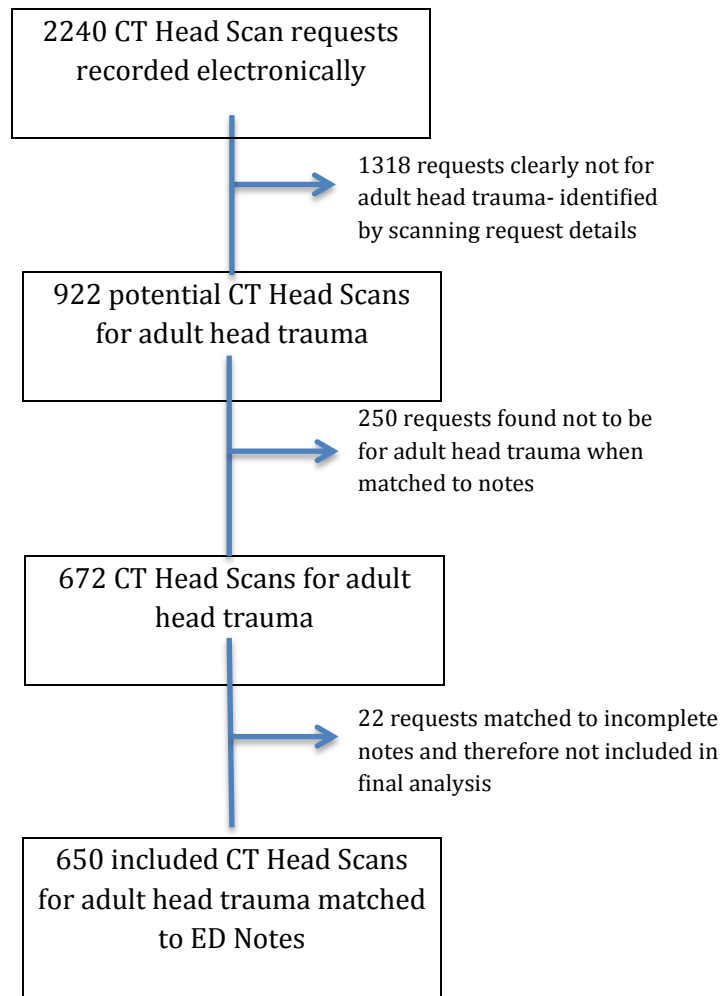 2240 CT Head Scan requests
recorded electronically
1318 requests clearly not for
adult head trauma- identified
by scanning request details
922 potential CT Head Scans
for adult head trauma
250 requests found not to be
for adult head trauma when
matched to notes
672 CT Head Scans for adult
head trauma
22 requests matched to incomplete
notes and therefore not included in
final analysis
650 included CT Head Scans
for adult head trauma matched
to ED Notes